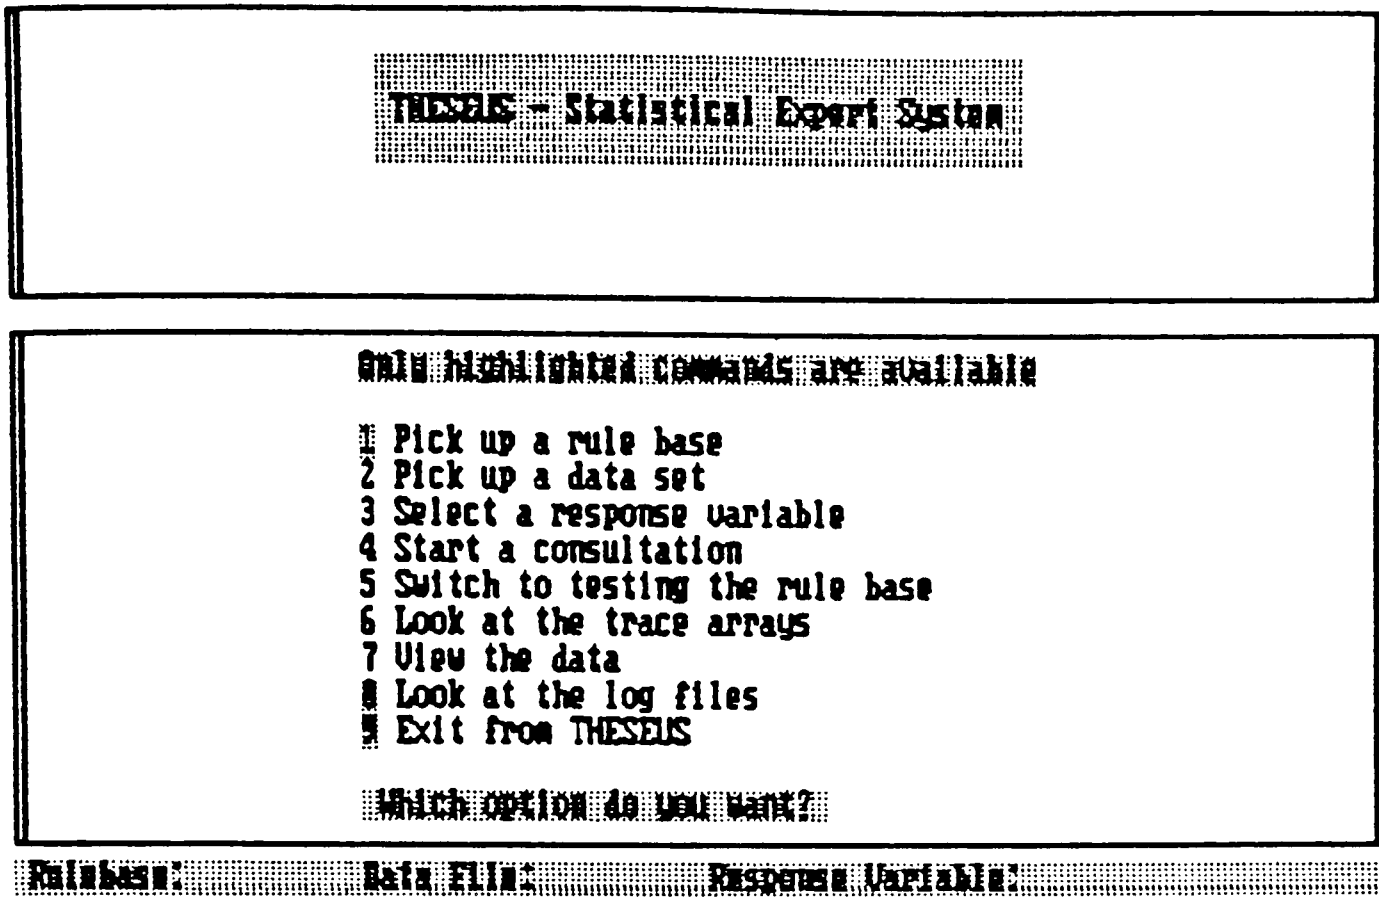 THESEUS - Statistical Expert System
Only highlighted commands are available
1 Pick up a rule base
2 Pick up a data set
3 Select a response variable
4 Start a consultation
5 Switch to testing the rule base
6 Look at the trace arrays
7 View the data
8 Look at the log files
9 Exit from THESEUS
Which option do you want?
Rulebase: Data File: Response Variable: